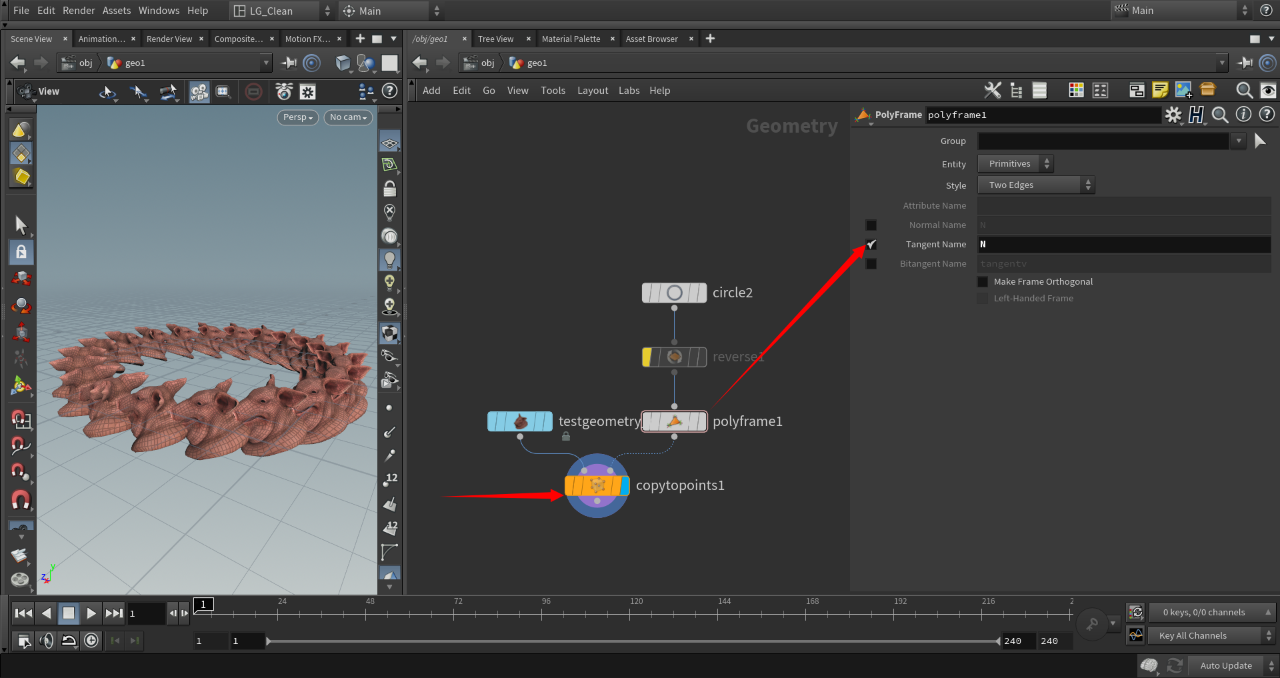 File Edit Render Assets Windows Help LG_Clean Main Main
Scene View Animation... Render View Composite... Motion FX... /obj/geo1 Tree View Material Palette Asset Browser
obj geo1 obj geo1
View Add Edit Go View Tools Layout Labs Help
Persp No cam
Geometry
PolyFrame polyframe1
Group
Entity Primitives
Style Two Edges
Attribute Name
Normal Name N
Tangent Name N
Bitangent Name tangentv
Make Frame Orthogonal
Left-Handed Frame
circle2
reverse1
testgeometry polyframe1
copytopoints1
12
12
z y
1 1 24 48 72 96 120 144 168 192 216 2
0 keys, 0/0 channels
1 1 240 240 Key All Channels
Auto Update